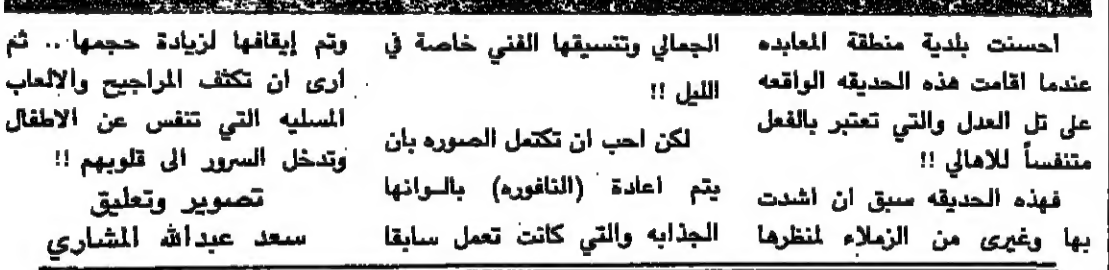 احسنت بلدية منطقة المعابده
عندما اقامت هذه الحديقه الواقعه
على تل العدل والتي تعتبر بالفعل
متنفساً للاهالي !!
فهذه الحديقه سبق ان اشدت
بها وغيرى من الزملاء لمنظرها
الجمالي وتنسيقها الفني خاصة في
الليل !!
لكن احب ان تكتمل الصوره بان
يتم اعادة (النافوره) بالوانها
الجذابه والتي كانت تعمل سابقا
وتم إيقافها لزيادة حجمها .. ثم
أرى ان تكثف المراجيح والالعاب
المسليه التي تنفس عن الاطفال
وتدخل السرور الى قلوبهم !!
تصوير وتعليق
سعد عبدالله المشاري